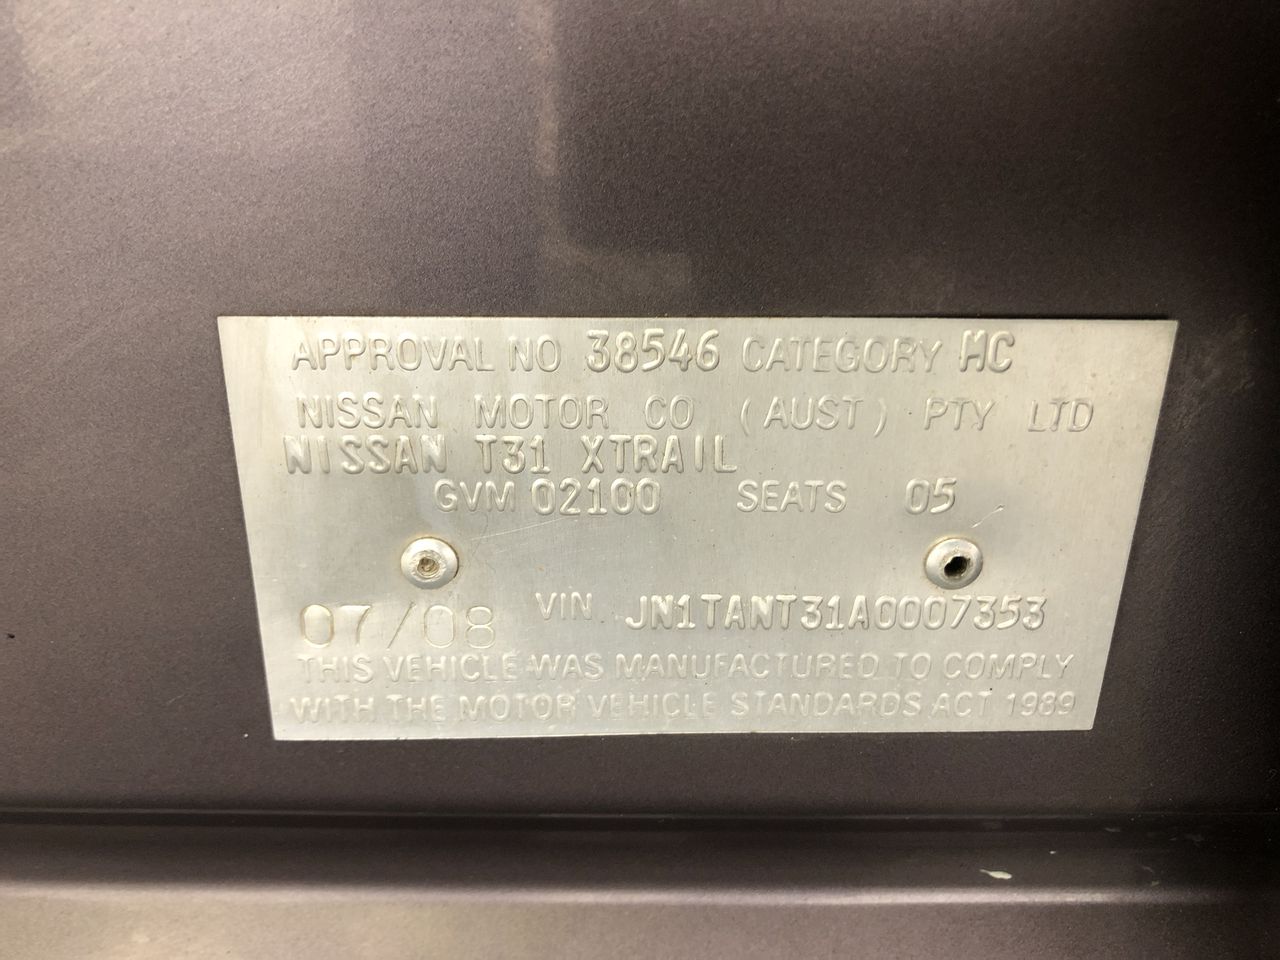 APPROVAL NO 38546 CATEGORY MC
NISSAN MOTOR CO (AUST) PTY LTD
NISSAN T31 XTRAIL
GVM 02100 SEATS 05
07/08 VIN JN1TANT31A0007353
THIS VEHICLE WAS MANUFACTURED TO COMPLY
WITH THE MOTOR VEHICLE STANDARDS ACT 1989